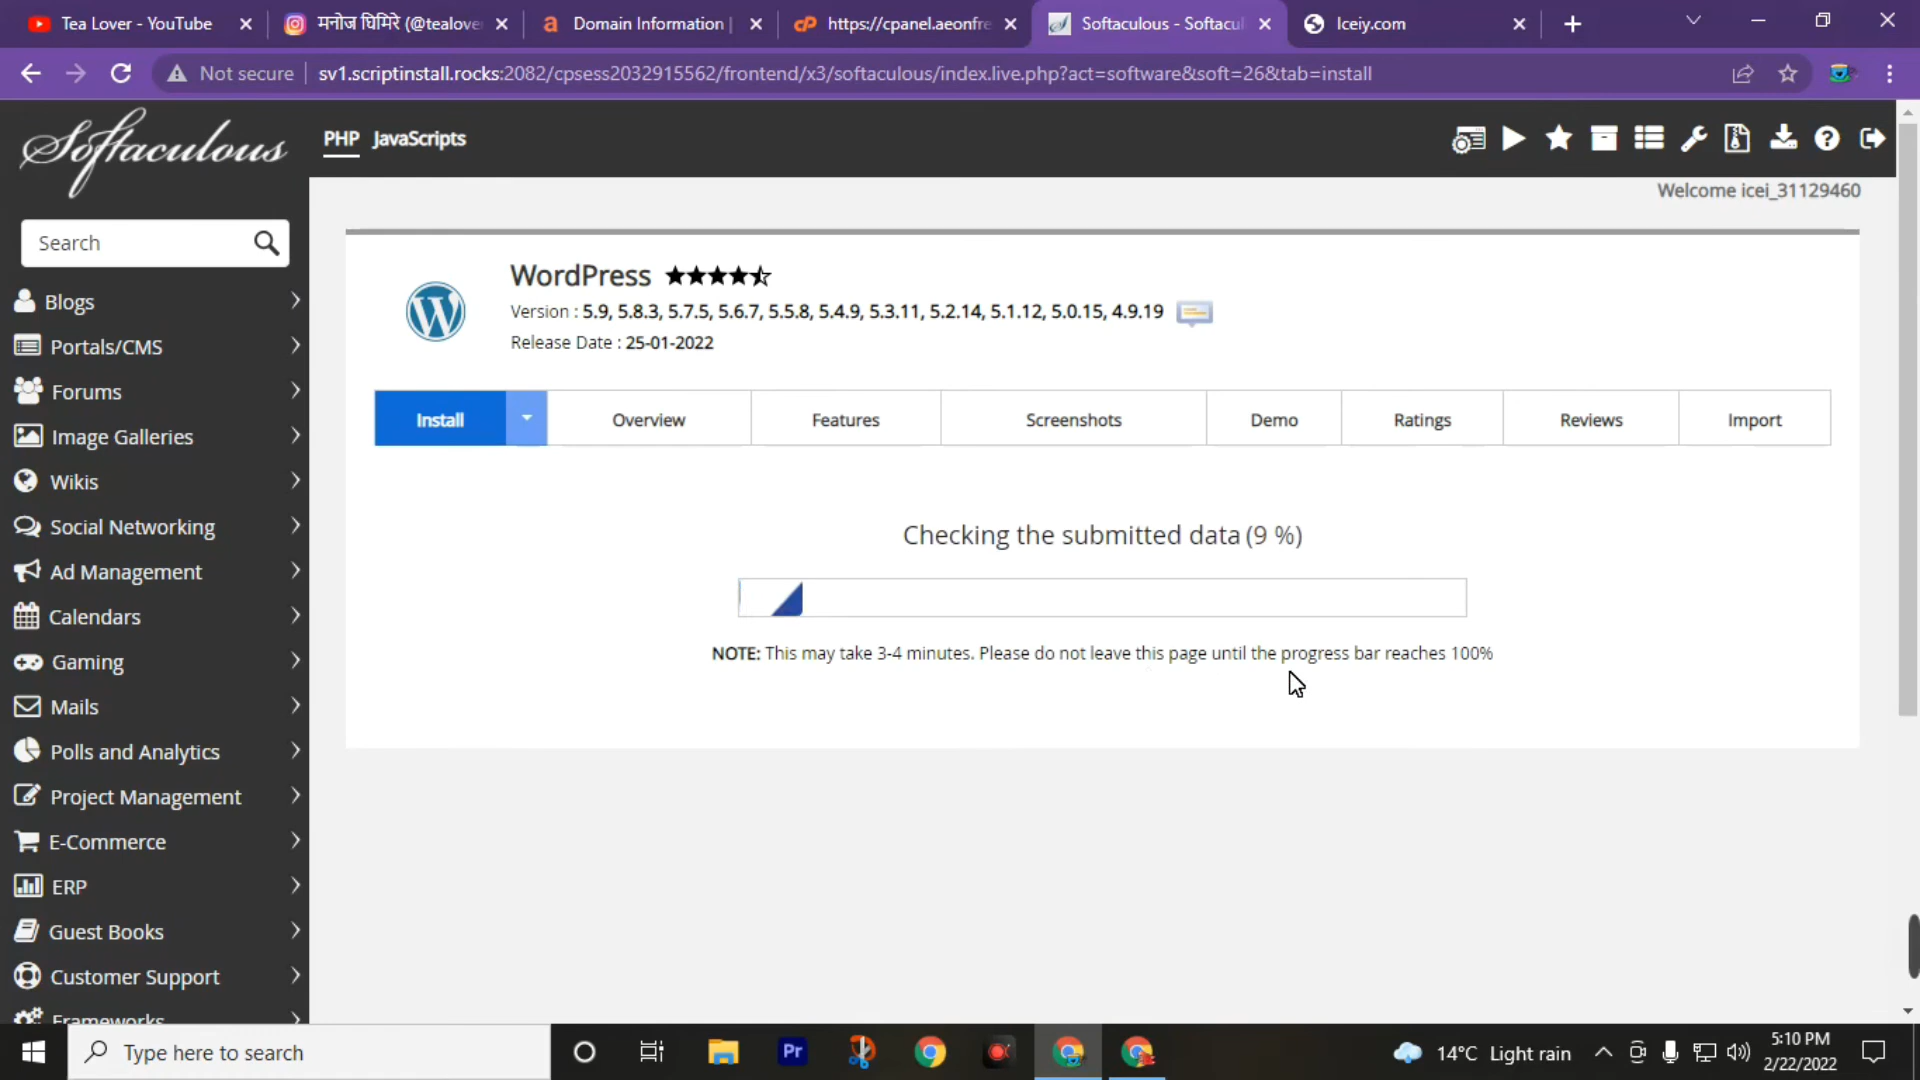 Tea Lover - YouTube
मनोज घिमिरे (@tealove
Domain Information |
https://cpanel.aeonfre
Softaculous - Softacul
Iceiy.com
Not secure
sv1.scriptinstall.rocks:2082/cpsess2032915562/frontend/x3/softaculous/index.live.php?act=software&soft=26&tab=install
Softaculous
PHP JavaScripts
Welcome icei_31129460
Search
WordPress
Version : 5.9, 5.8.3, 5.7.5, 5.6.7, 5.5.8, 5.4.9, 5.3.11, 5.2.14, 5.1.12, 5.0.15, 4.9.19
Release Date : 25-01-2022
Install
Overview
Features
Screenshots
Demo
Ratings
Reviews
Import
Checking the submitted data (9 %)
NOTE: This may take 3-4 minutes. Please do not leave this page until the progress bar reaches 100%
Blogs
Portals/CMS
Forums
Image Galleries
Wikis
Social Networking
Ad Management
Calendars
Gaming
Mails
Polls and Analytics
Project Management
E-Commerce
ERP
Guest Books
Customer Support
Frameworks
Type here to search
Pr
14°C Light rain
5:10 PM
2/22/2022